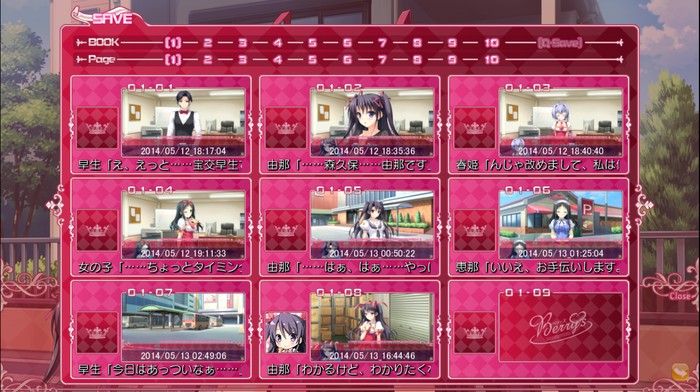 SAVE
BOOK [1] 2 3 4 5 6 7 8 9 10 [Q-Save]
Page [1] 2 3 4 5 6 7 8 9 10
01-01
2014/05/12 18:17:04
早生「え、えっと……宝交早生
01-02
2014/05/12 18:35:36
由那「……森久保……由那です。
01-03
2014/05/12 18:40:40
春姫「んじゃ改めまして、私は
01-04
2014/05/12 19:11:33
女の子「……ちょっとタイミン
01-05
2014/05/13 00:50:22
由那「……はぁ、はぁ……やっ
01-06
P
2014/05/13 01:25:04
恵那「いいえ、お手伝いします。
01-07
2014/05/13 02:49:06
早生「今日はあっついなぁ……
01-08
2014/05/13 16:44:46
由那「わかるけど、わかりたく
01-09
Berry's
Close